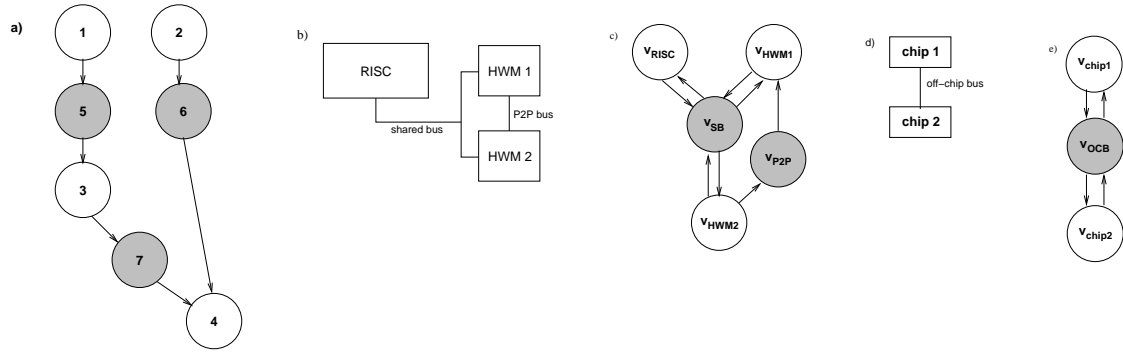 a)
1
2
5
6
3
7
4
b)
RISC
HWM 1
shared bus
P2P bus
HWM 2
c)
vRISC
vHWM1
vSB
vP2P
vHWM2
d)
chip 1
off-chip bus
chip 2
e)
vchip1
vOCB
vchip2